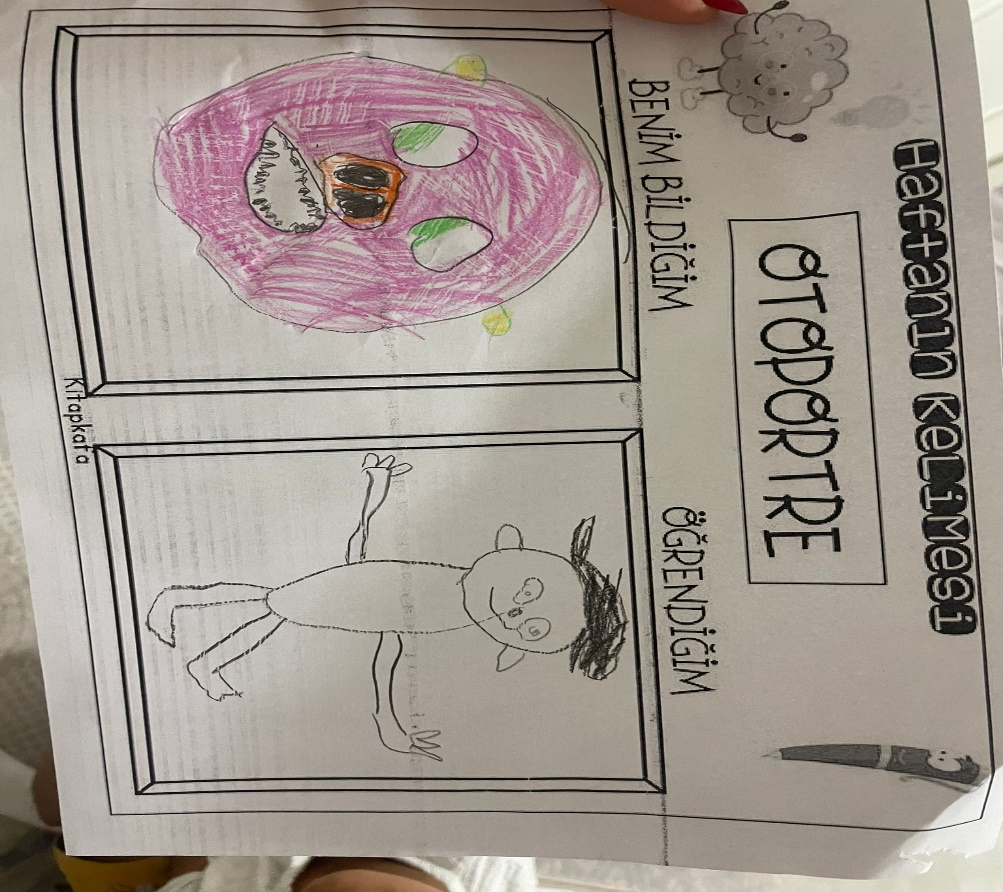 Haftanın KeLiMesi
OTOPORTRE
BENİM BİLDİĞİM
ÖĞRENDİĞİM
Kitapkafa